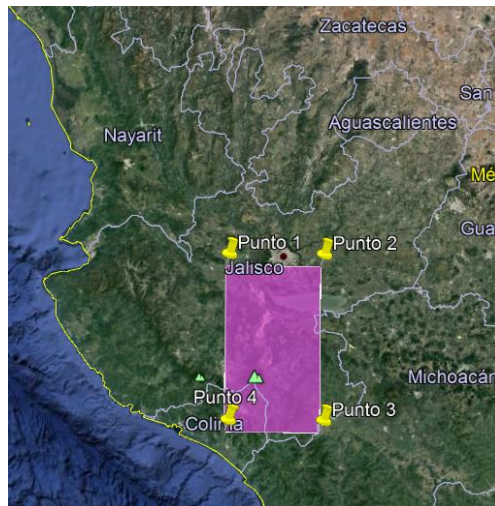 Zacatecas
San
Aguascalientes
Nayarit
Mé
Gua
Punto 1
Punto 2
Jalisco
Michoacán
Punto 4
Punto 3
Colima